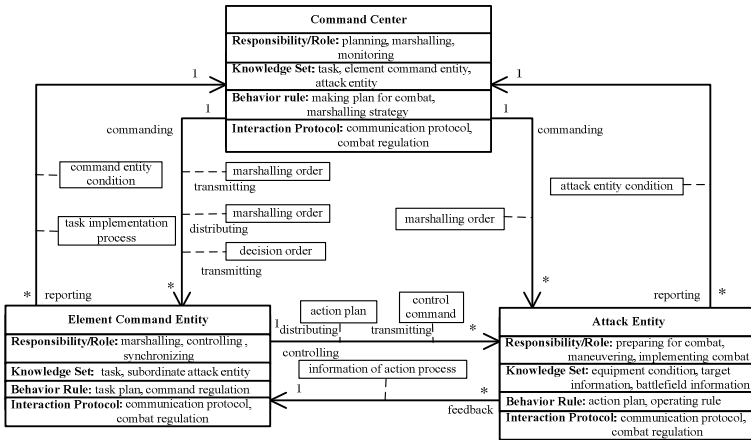 Command Center
Responsibility/Role: planning, marshalling,
monitoring
Knowledge Set: task, element command entity,
attack entity
Behavior rule: making plan for combat,
marshalling strategy
Interaction Protocol: communication protocol,
combat regulation
1
1
1
1
commanding
commanding
command entity
condition
marshalling order
transmitting
attack entity condition
task implementation
process
marshalling order
distributing
marshalling order
decision order
transmitting
*
reporting
*
*
reporting
*
Element Command Entity
Responsibility/Role: marshalling, controlling ,
synchronizing
Knowledge Set: task, subordinate attack entity
Behavior Rule: task plan, command regulation
Interaction Protocol: communication protocol,
combat regulation
action plan
control
command
1
distributing
transmitting
*
controlling
information of action process
1
*
feedback
Attack Entity
Responsibility/Role: preparing for combat,
maneuvering, implementing combat
Knowledge Set: equipment condition, target
information, battlefield information
Behavior Rule: action plan, operating rule
Interaction Protocol: communication protocol,
combat regulation